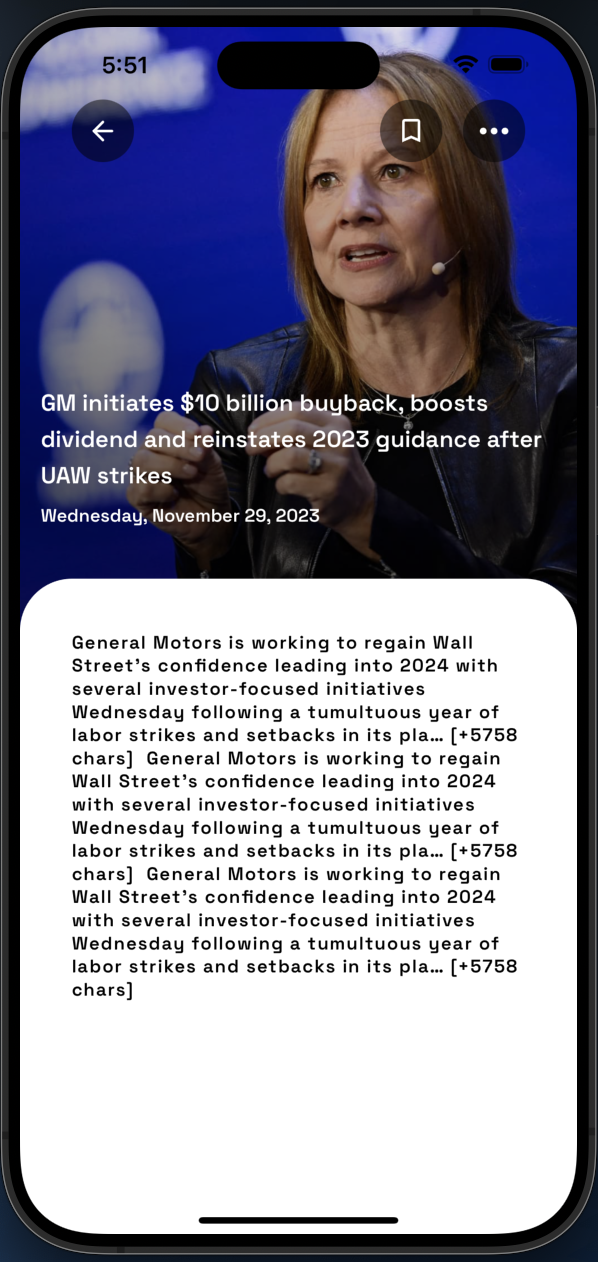 5:51
GM initiates $10 billion buyback, boosts
dividend and reinstates 2023 guidance after
UAW strikes
Wednesday, November 29, 2023
General Motors is working to regain Wall
Street’s confidence leading into 2024 with
several investor-focused initiatives
Wednesday following a tumultuous year of
labor strikes and setbacks in its pla… [+5758
chars]  General Motors is working to regain
Wall Street’s confidence leading into 2024
with several investor-focused initiatives
Wednesday following a tumultuous year of
labor strikes and setbacks in its pla… [+5758
chars]  General Motors is working to regain
Wall Street’s confidence leading into 2024
with several investor-focused initiatives
Wednesday following a tumultuous year of
labor strikes and setbacks in its pla… [+5758
chars]